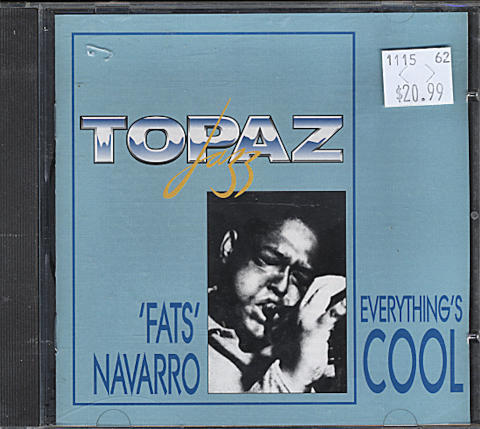 1115 62
$20.99
TOPAZ
Jazz
'FATS'
NAVARRO
EVERYTHING'S
COOL